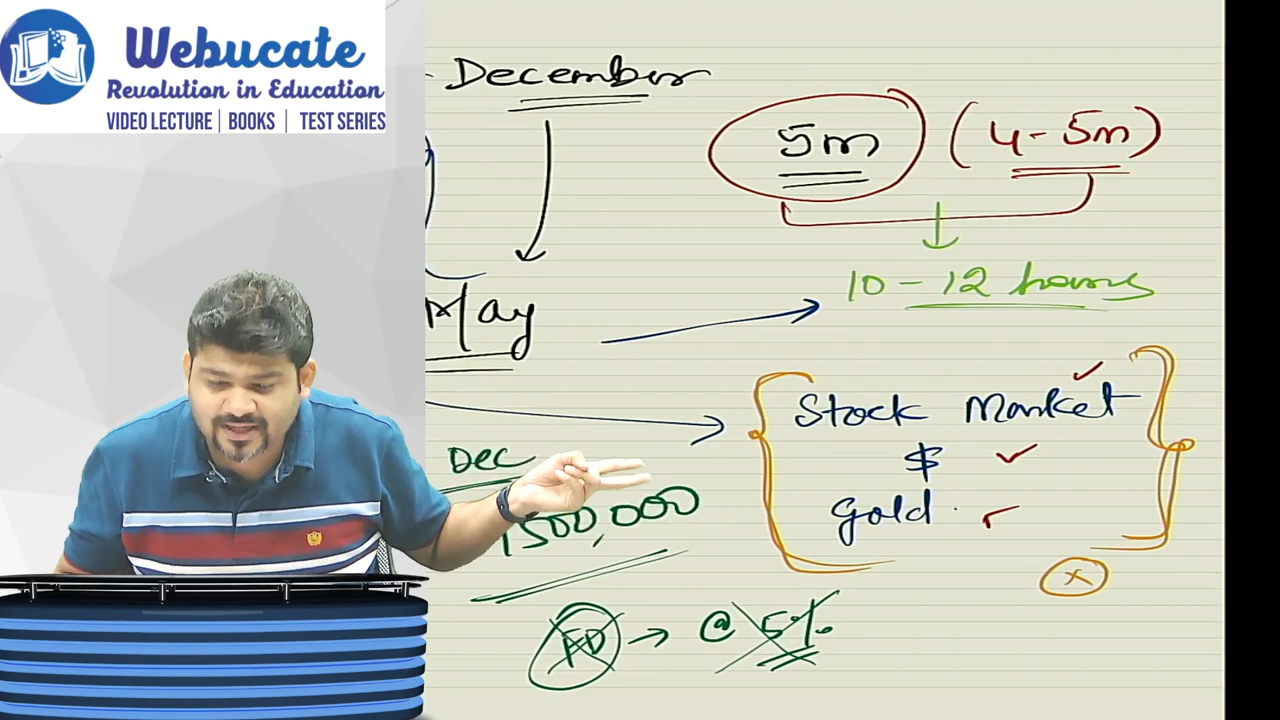 Webucate
Revolution in Education
VIDEO LECTURE | BOOKS | TEST SERIES
December
5m (4-5m)
10-12 hours
May
Stock Market
$
Gold
Dec
1500,000
x
FD → @ 5%